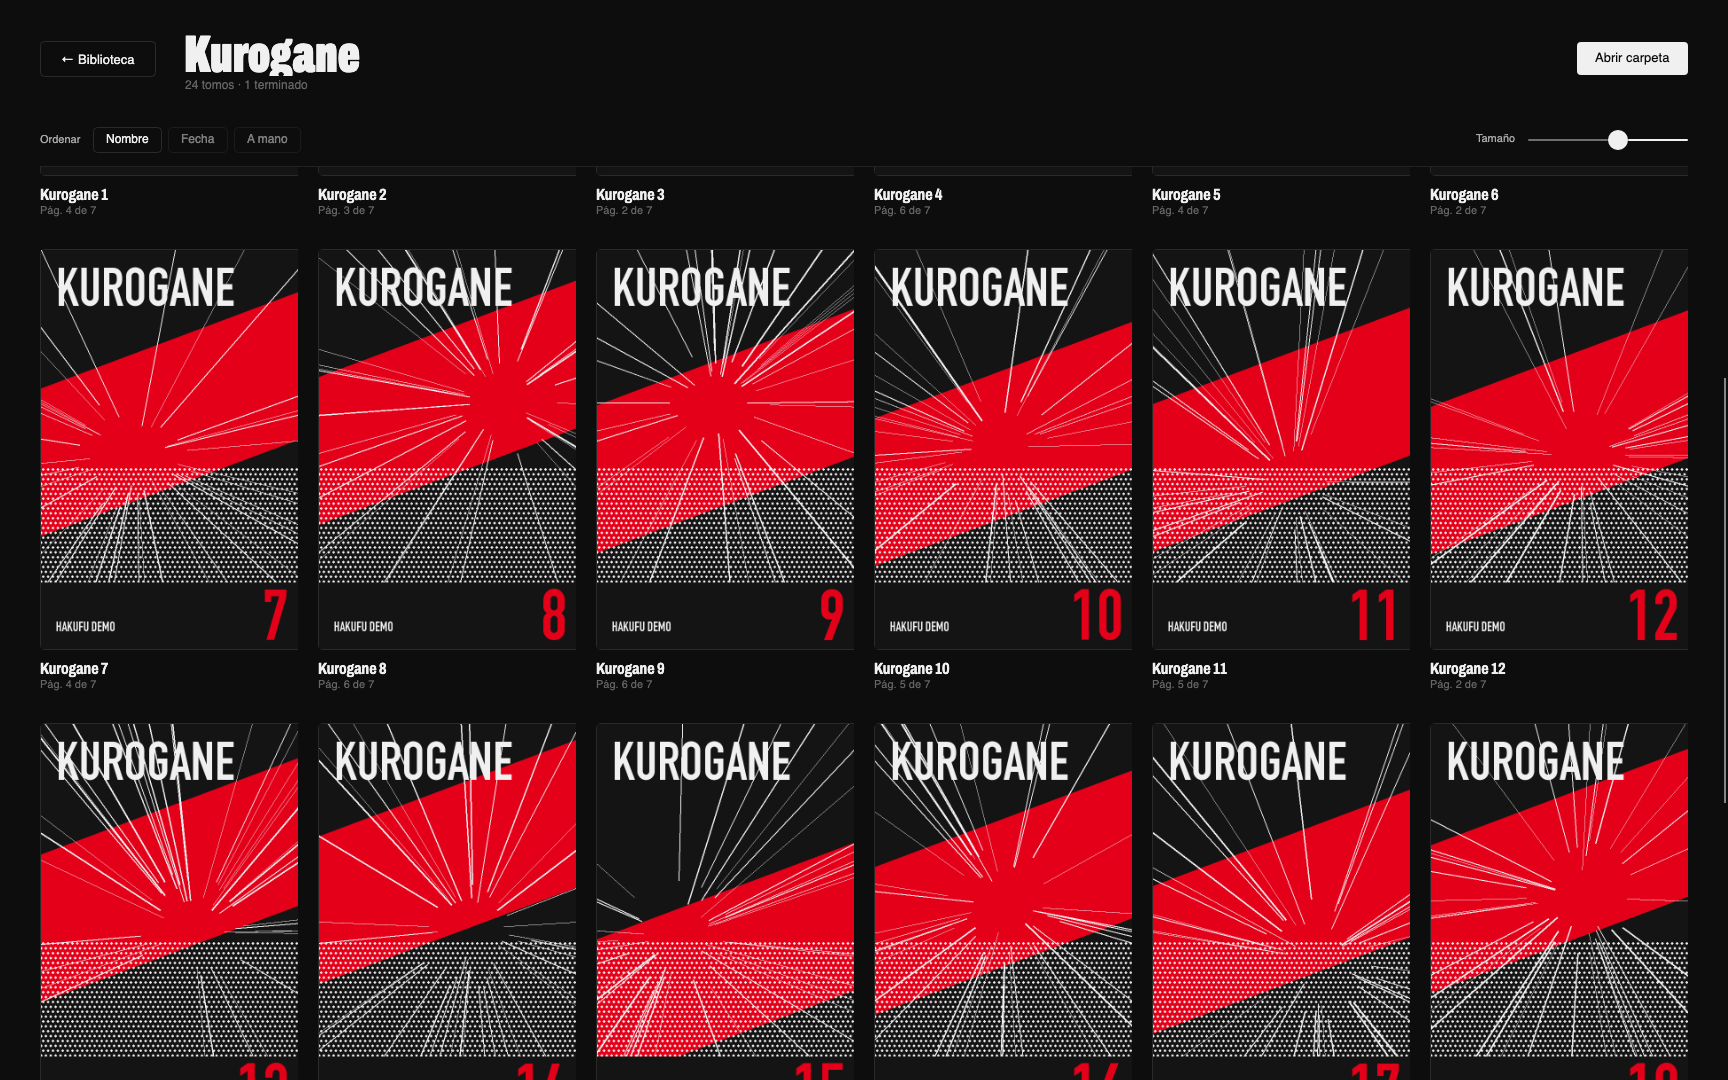 ← Biblioteca
Kurogane
24 tomos · 1 terminado
Abrir carpeta
Ordenar Nombre Fecha A mano
Tamaño
Kurogane 1
Pág. 4 de 7
Kurogane 2
Pág. 3 de 7
Kurogane 3
Pág. 2 de 7
Kurogane 4
Pág. 6 de 7
Kurogane 5
Pág. 4 de 7
Kurogane 6
Pág. 2 de 7
KUROGANE
7
HAKUFU DEMO
Kurogane 7
Pág. 4 de 7
KUROGANE
8
HAKUFU DEMO
Kurogane 8
Pág. 6 de 7
KUROGANE
9
HAKUFU DEMO
Kurogane 9
Pág. 6 de 7
KUROGANE
10
HAKUFU DEMO
Kurogane 10
Pág. 5 de 7
KUROGANE
11
HAKUFU DEMO
Kurogane 11
Pág. 5 de 7
KUROGANE
12
HAKUFU DEMO
Kurogane 12
Pág. 2 de 7
KUROGANE
13
KUROGANE
14
KUROGANE
15
KUROGANE
16
KUROGANE
17
KUROGANE
18